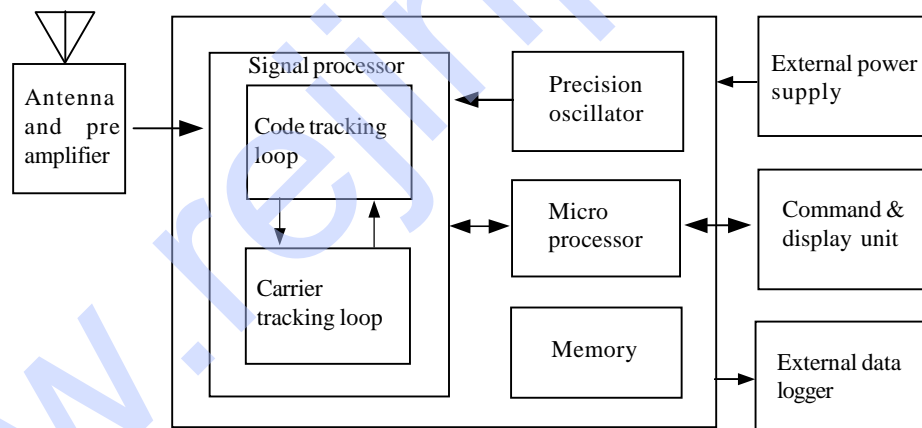 Antenna
and pre
amplifier
Signal processor
Code tracking
loop
Carrier
tracking loop
Precision
oscillator
Micro
processor
Memory
External power
supply
Command &
display unit
External data
logger